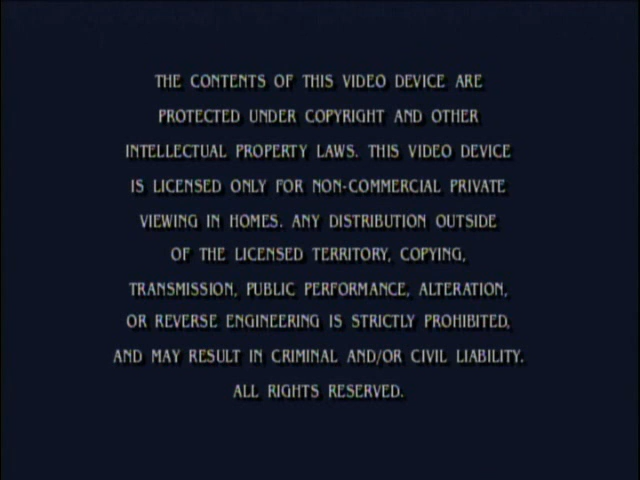 THE CONTENTS OF THIS VIDEO DEVICE ARE
PROTECTED UNDER COPYRIGHT AND OTHER
INTELLECTUAL PROPERTY LAWS. THIS VIDEO DEVICE
IS LICENSED ONLY FOR NON-COMMERCIAL PRIVATE
VIEWING IN HOMES. ANY DISTRIBUTION OUTSIDE
OF THE LICENSED TERRITORY, COPYING,
TRANSMISSION, PUBLIC PERFORMANCE, ALTERATION,
OR REVERSE ENGINEERING IS STRICTLY PROHIBITED,
AND MAY RESULT IN CRIMINAL AND/OR CIVIL LIABILITY.
ALL RIGHTS RESERVED.